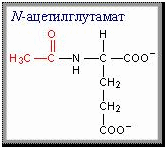 N-ацетилглутамат
O
H
H₃C—C—N—C—COO⁻
H
CH₂
CH₂
COO⁻